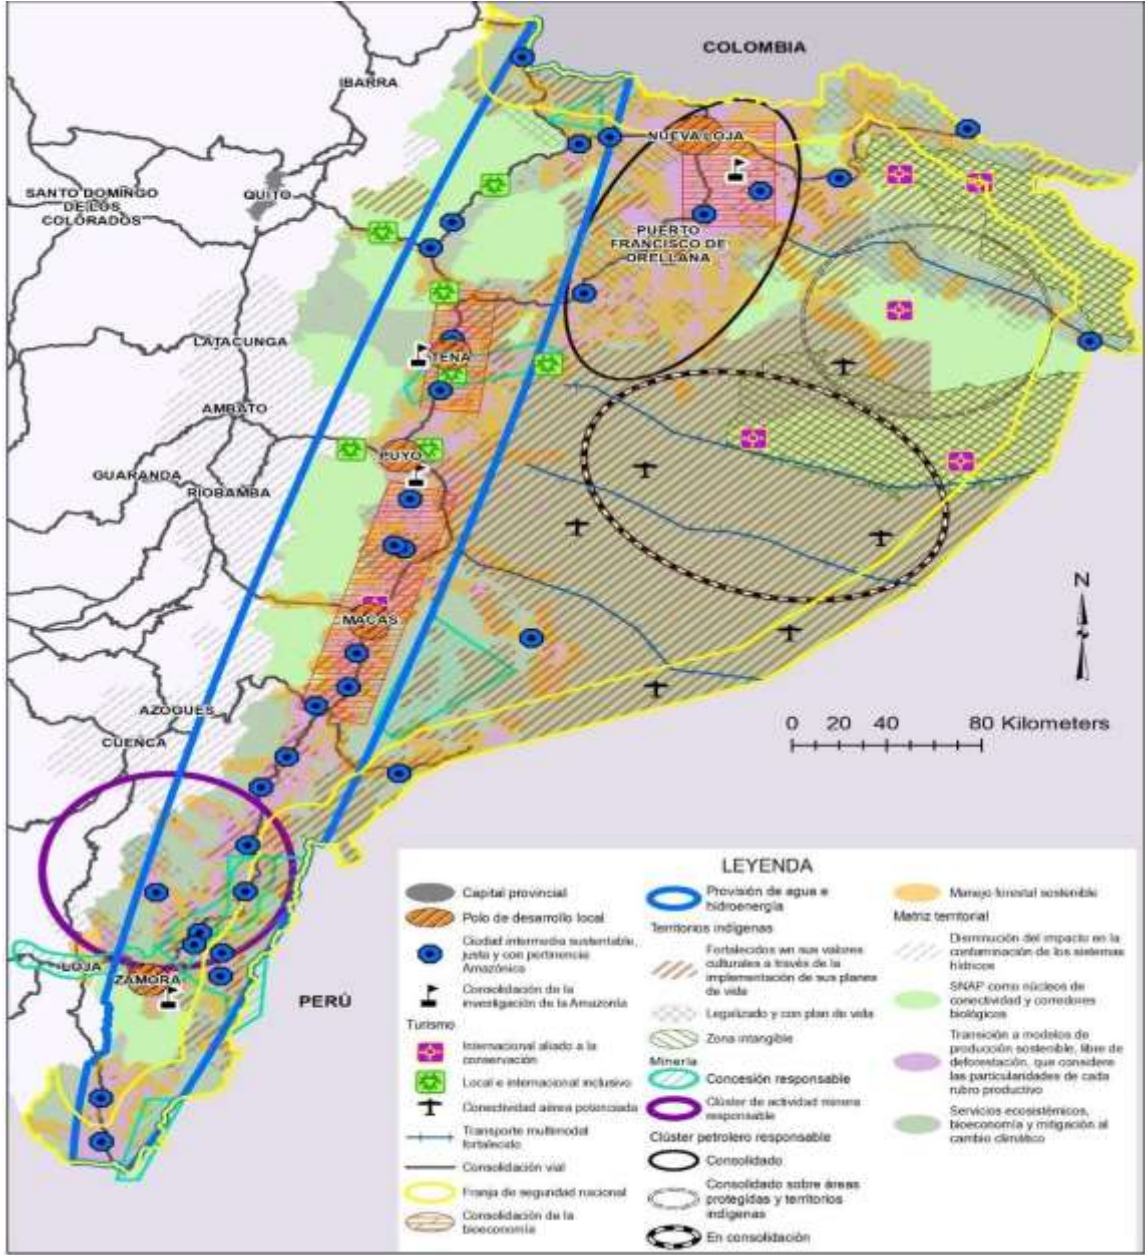 COLOMBIA
IBARRA
NUEVA LOJA
SANTO DOMINGO
DE LOS
COLORADOS
QUITO
PUERTO
FRANCISCO DE
ORELLANA
LATACUNGA
TENA
AMBATO
PUYO
GUARANDA
RIOBAMBA
MACAS
N
AZOGUES
CUENCA
0 20 40 80 Kilometers
LOJA
ZAMORA
PERÚ
LEYENDA
Capital provincial
Polo de desarrollo local
Ciudad intermedia sustentable,
justa y con pertinencia
Amazónica
Consolidación de la
investigación de la Amazonía
Turismo
Internacional aliado a la
conservación
Local e internacional inclusivo
Conectividad aérea potenciada
Transporte multimodal
fortalecido
Consolidación vial
Franja de seguridad nacional
Consolidación de la
bioeconomía
Provisión de agua e
hidroenergía
Territorios indígenas
Fortalecidos wn sus valores
culturales a través de la
implementación de sus planes
de vida
Legalizado y con plan de vida
Zona intangible
Minería
Concesión responsable
Clúster de actividad minera
responsable
Clúster petrolero responsable
Consolidado
Consolidado sobre áreas
protegidas y territorios
indígenas
En consolidación
Manejo forestal sostenible
Matriz territorial
Disminución del impacto en la
contaminación de los sistemas
hídricos
SNAP como núcleos de
conectividad y corredores
biológicos
Transición a modelos de
producción sostenible, libre de
deforestación, que considere
las particularidades de cada
rubro productivo
Servicios ecosistémicos,
bioeconomía y mitigación al
cambio climático